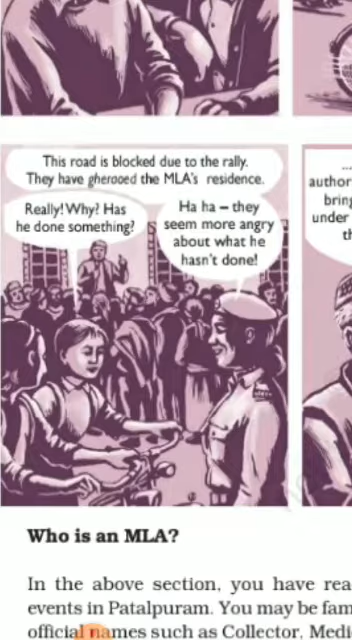 This road is blocked due to the rally.
They have gheraoed the MLA's residence.
Really! Why? Has
he done something?
Ha ha – they
seem more angry
about what he
hasn't done!
...
author
bring
under
th
Who is an MLA?
In the above section, you have rea
events in Patalpuram. You may be fam
official names such as Collector, Medi